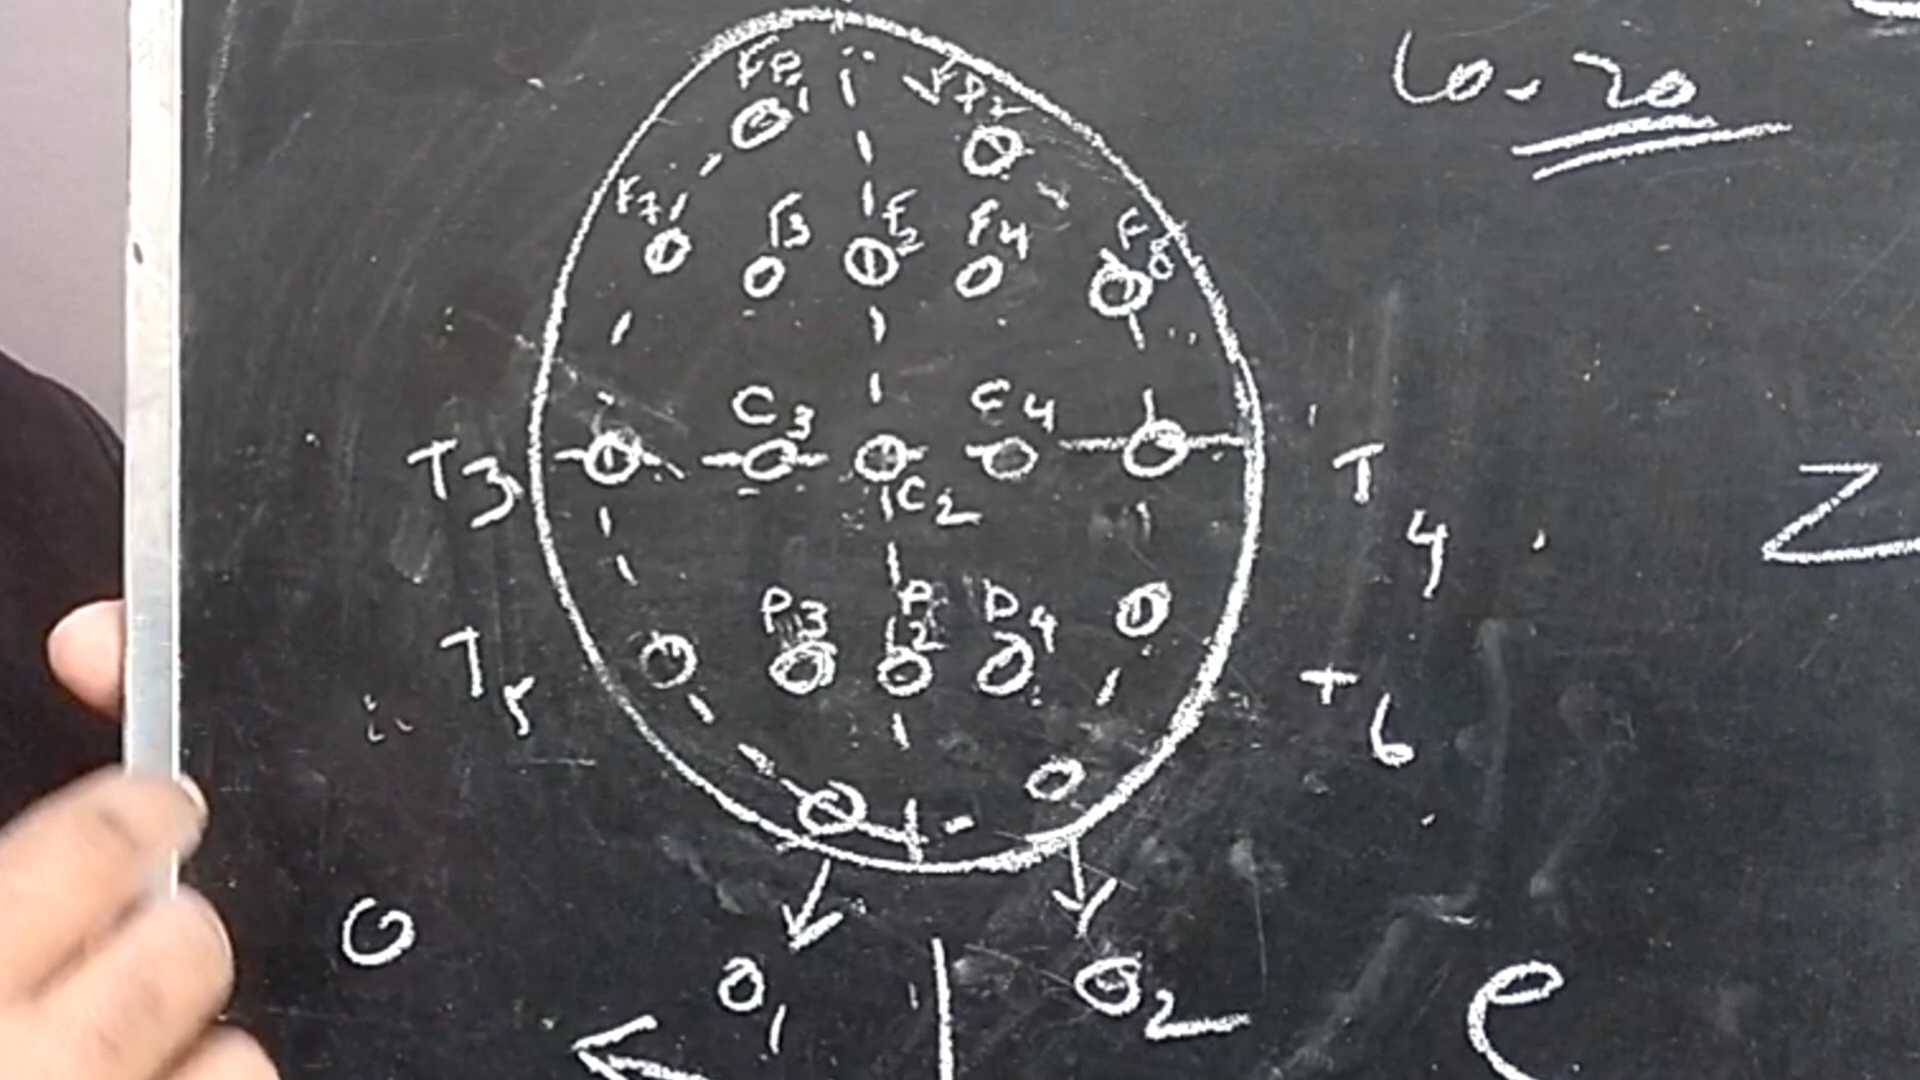 10-20
FP1 FP2
F7 F3 Fz F4 F8
C3 C4
T3 T4
Cz
Z
P3 Pz P4
T5 T6
O e
O1 O2